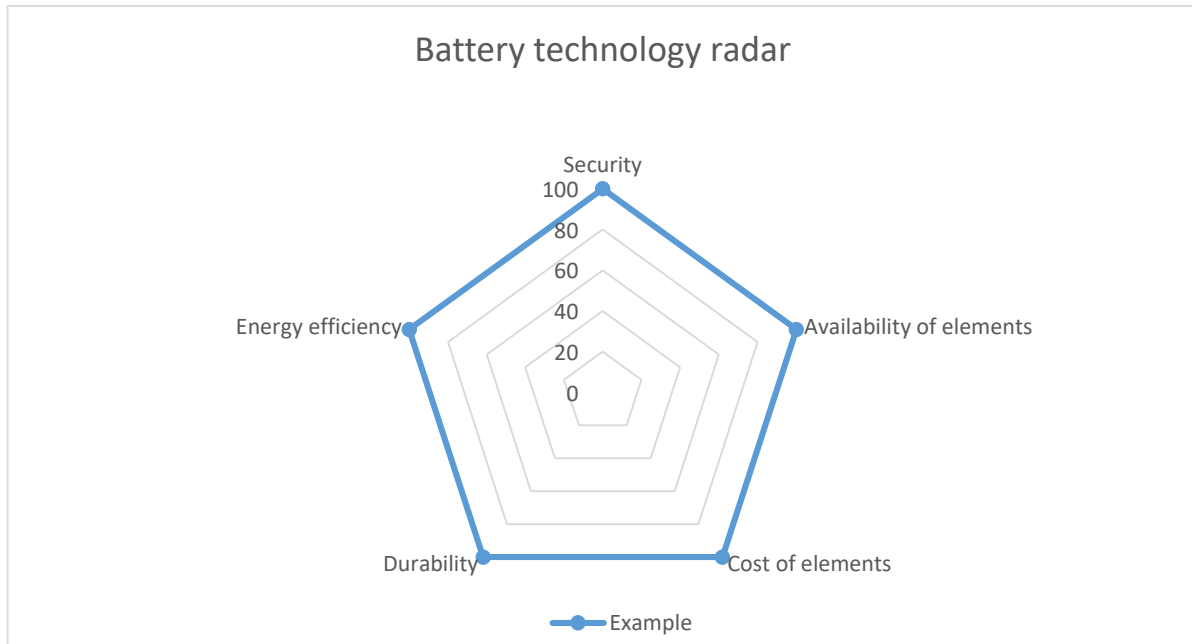 Battery technology radar
Security
100
80
60
40
20
0
Energy efficiency
Availability of elements
Durability
Cost of elements
Example